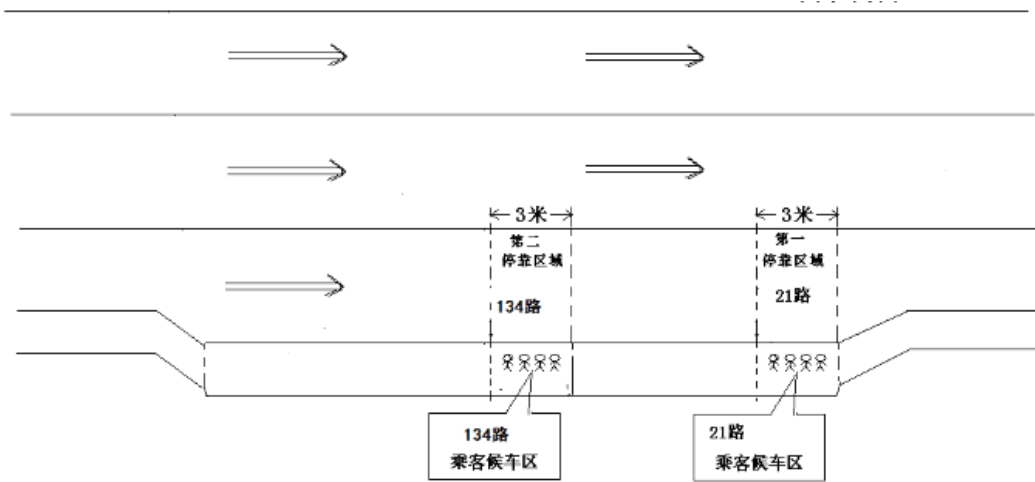 3米
3米
第二
停靠区域
第一
停靠区域
134路
21路
134路
乘客候车区
21路
乘客候车区